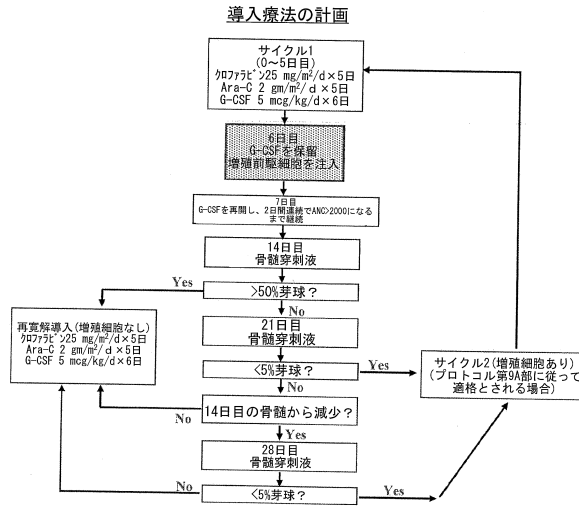 導入療法の計画
サイクル1
(0～5日目)
ｸﾛﾌｧﾗﾋﾞﾝ25 mg/m²/d×5日
Ara-C 2 gm/m²/ｄ×5日
G-CSF 5 mcg/kg/d×6日
6日目
G-CSFを保留
増殖前駆細胞を注入
7日目
G-CSFを再開し、2日間連続でANC>2000になる
まで継続
14日目
骨髄穿刺液
Yes
>50%芽球？
No
再寛解導入(増殖細胞なし)
ｸﾛﾌｧﾗﾋﾞﾝ25 mg/m²/d×5日
Ara-C 2 gm/m²/ｄ×5日
G-CSF 5 mcg/kg/d×6日
21日目
骨髄穿刺液
<5%芽球？
Yes
サイクル2(増殖細胞あり)
(プロトコル第9A部に従って
適格とされる場合)
No
14日目の骨髄から減少？
No
Yes
28日目
骨髄穿刺液
No
<5%芽球？
Yes